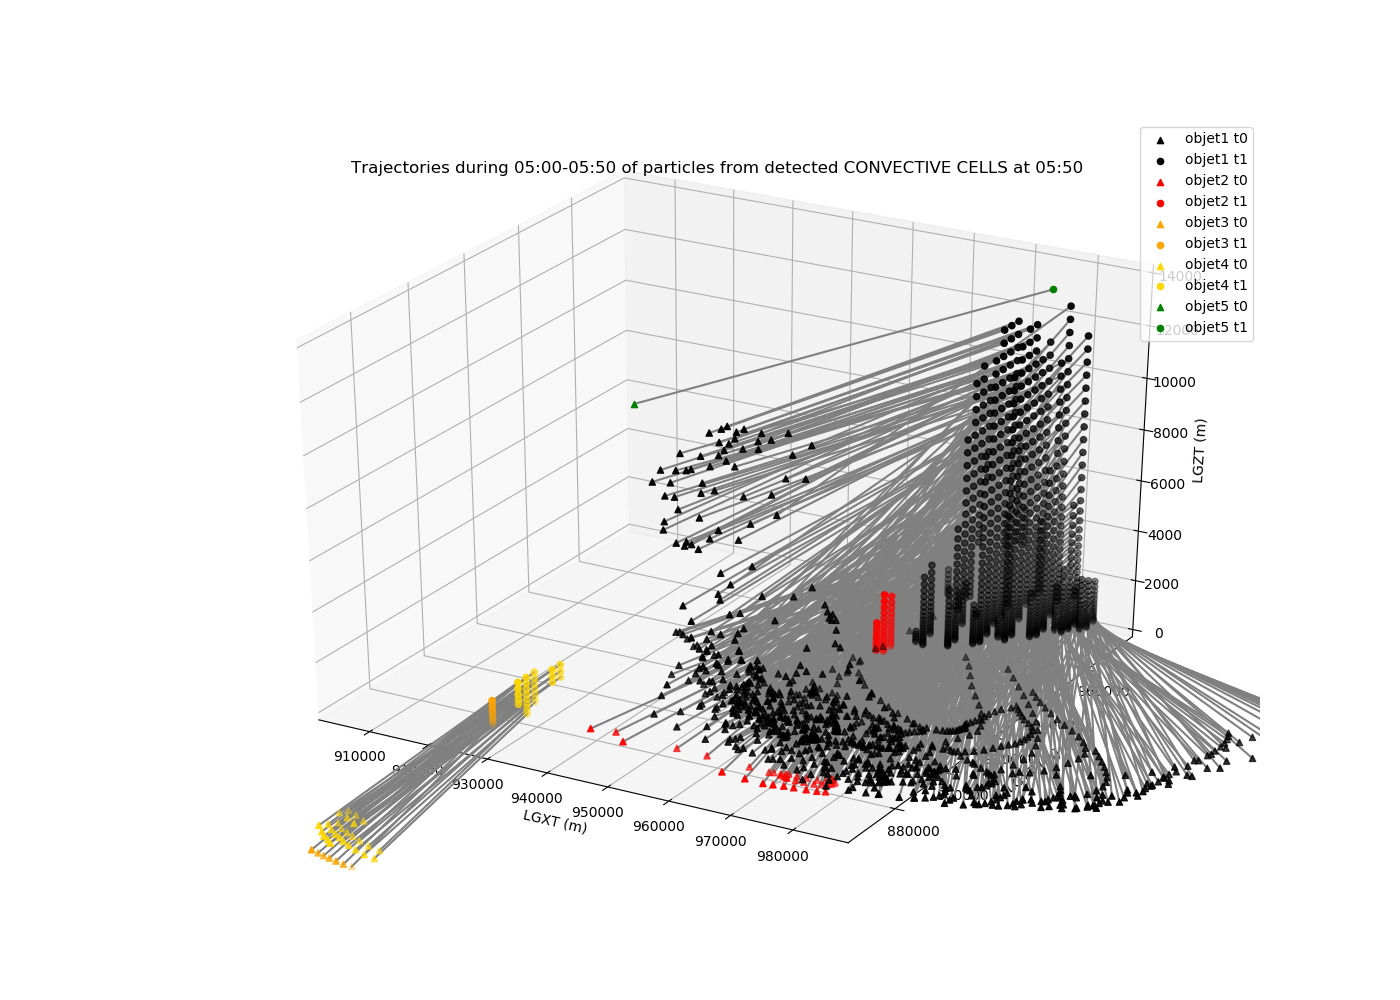 Trajectories during 05:00-05:50 of particles from detected CONVECTIVE CELLS at 05:50
objet1 t0
objet1 t1
objet2 t0
objet2 t1
objet3 t0
objet3 t1
objet4 t0
objet4 t1
objet5 t0
objet5 t1
14000
12000
10000
8000
6000
4000
2000
0
LGZT (m)
910000
930000
940000
950000
960000
970000
980000
LGXT (m)
880000